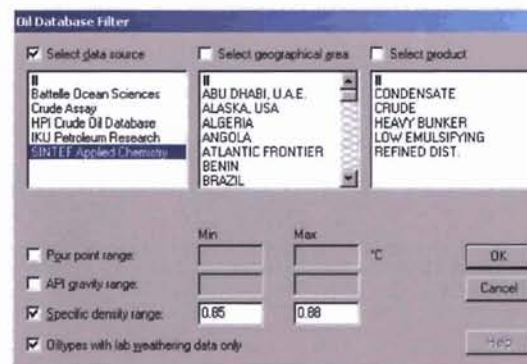 Oil Database Filter
Select data source
Select geographical area
Select product
Battelle Ocean Sciences
Crude Assay
HPI Crude Oil Database
IKU Petroleum Research
SINTEF Applied Chemistry
ABU DHABI, U.A.E.
ALASKA, USA
ALGERIA
ANGOLA
ATLANTIC FRONTIER
BENIN
BRAZIL
CONDENSATE
CRUDE
HEAVY BUNKER
LOW EMULSIFYING
REFINED DIST.
Min Max
Pour point range: °C
API gravity range:
Specific density range: 0.85 0.88
Oiltypes with lab weathering data only
OK
Cancel
Help